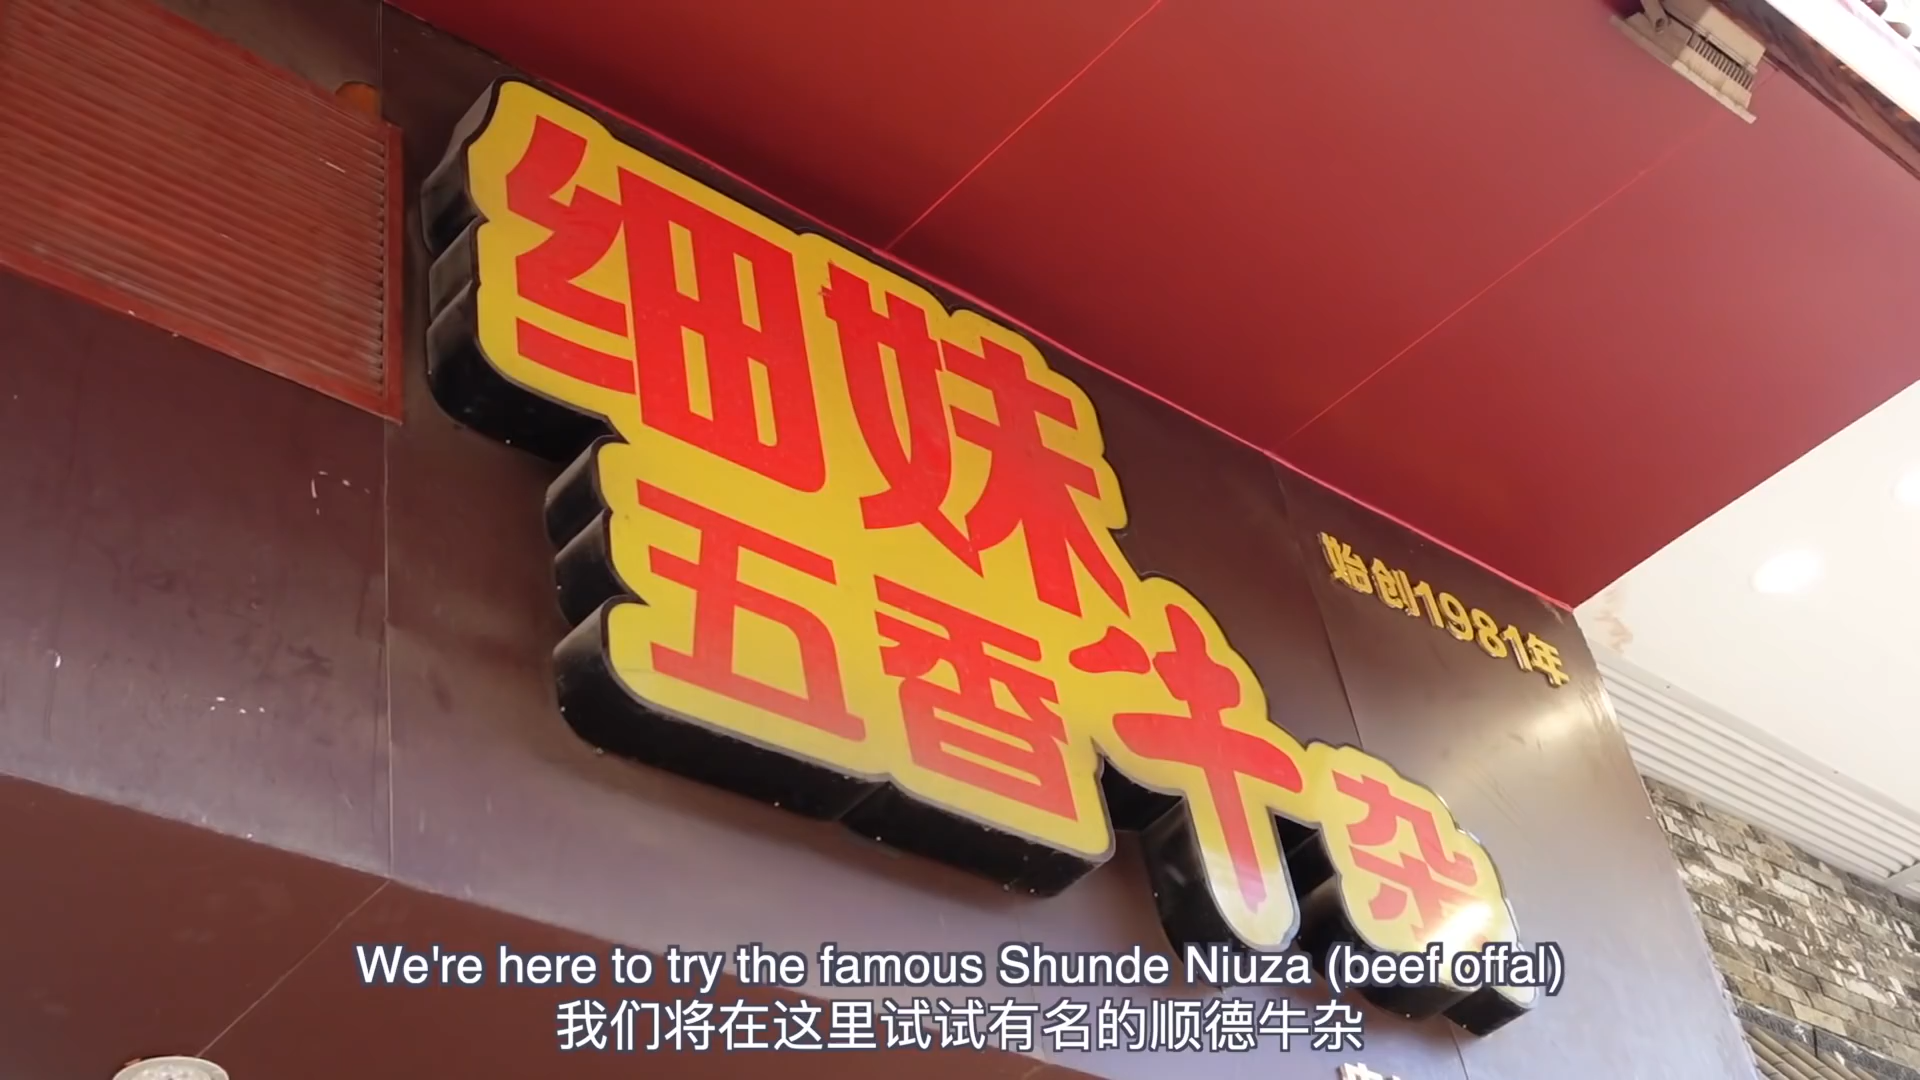 细妹
五香牛杂
始创1981年
We're here to try the famous Shunde Niuza (beef offal)
我们将在这里试试有名的顺德牛杂